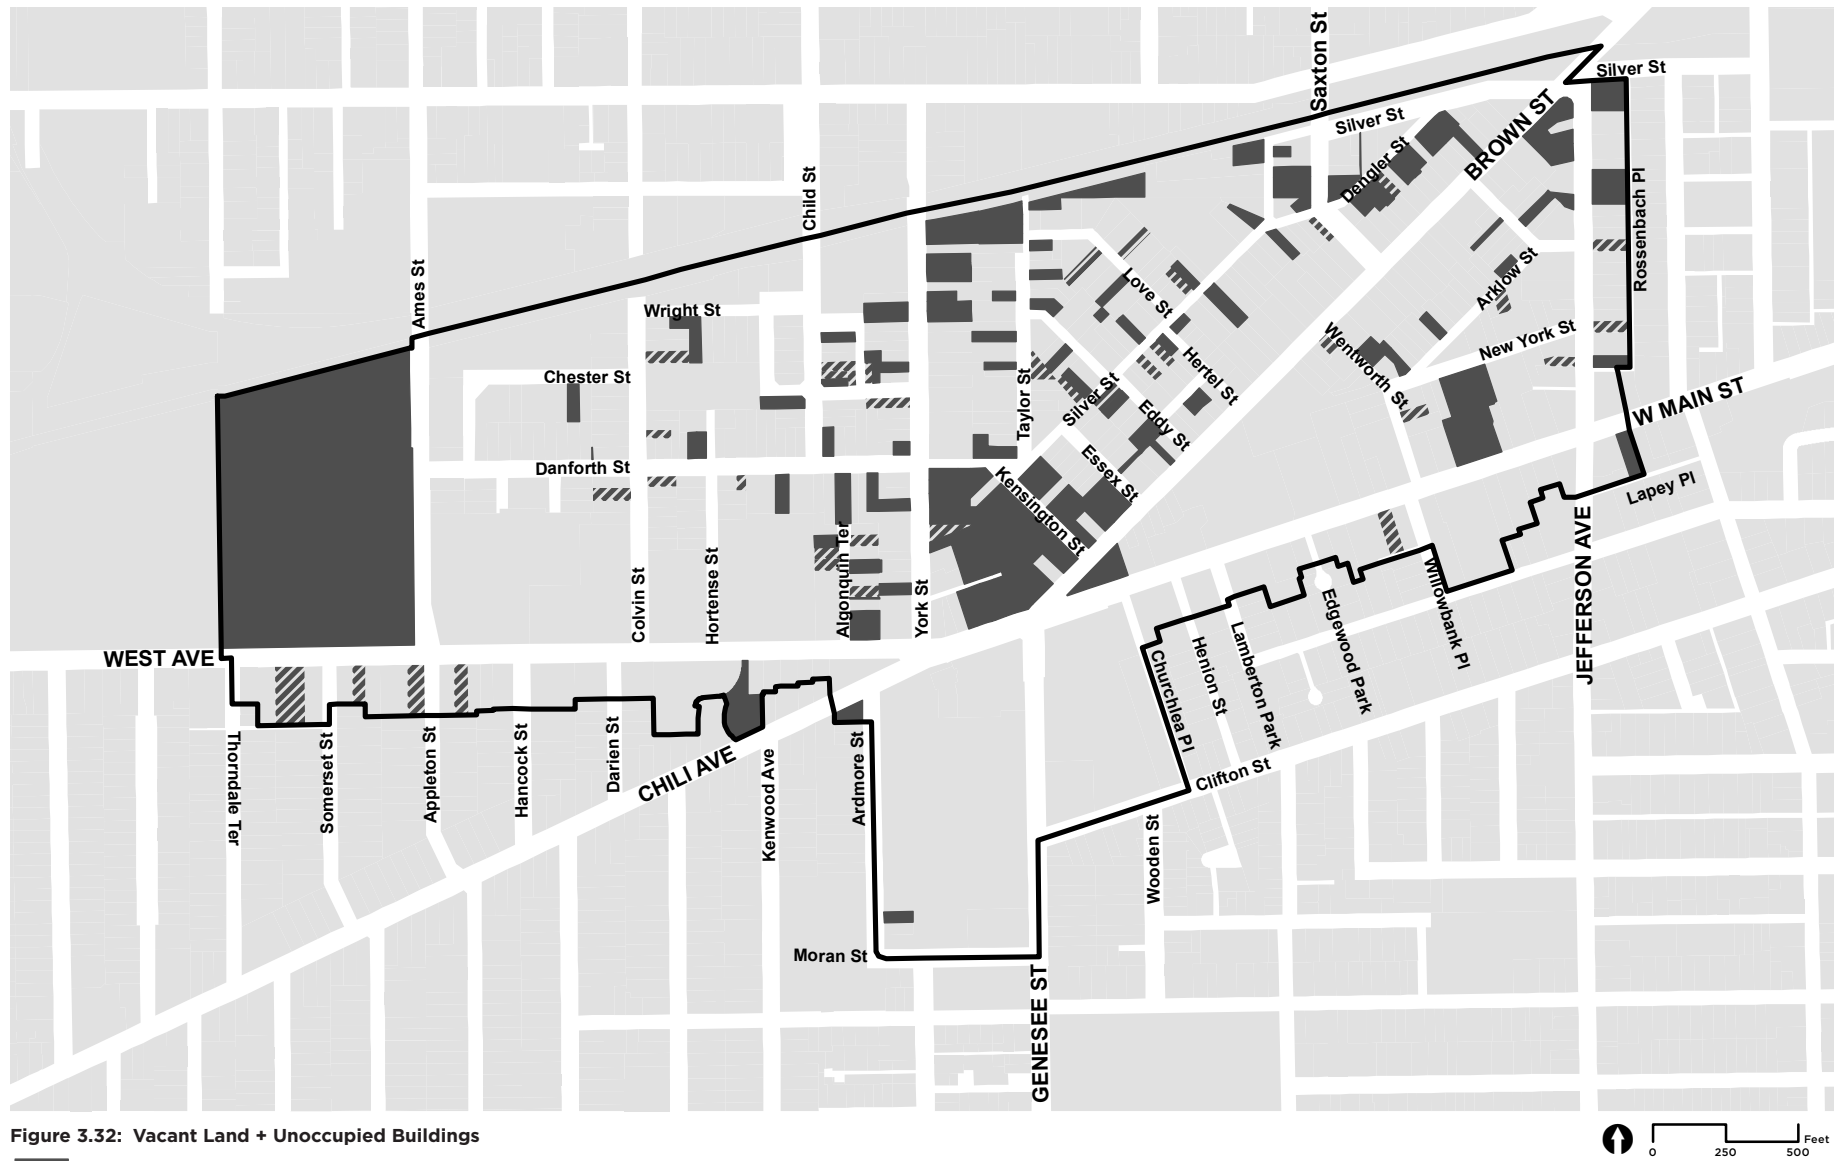 Saxton St
Silver St
Silver St
BROWN ST
Dengler St
Child St
Rossenbach Pl
Ames St
Love St
Arklow St
Wright St
New York St
Wentworth St
Hertel St
Chester St
Taylor St
Silver St
Eddy St
W MAIN ST
Danforth St
Essex St
Kensington St
Lapey Pl
Colvin St
Hortense St
Algonquin Ter
York St
JEFFERSON AVE
Willowbank Pl
Edgewood Park
Lamberton Park
Henion St
Churchlea Pl
WEST AVE
Thorndale Ter
Somerset St
Appleton St
Hancock St
Darien St
CHILI AVE
Kenwood Ave
Ardmore St
Clifton St
Wooden St
Moran St
GENESEE ST
Figure 3.32: Vacant Land + Unoccupied Buildings
Feet
0 250 500